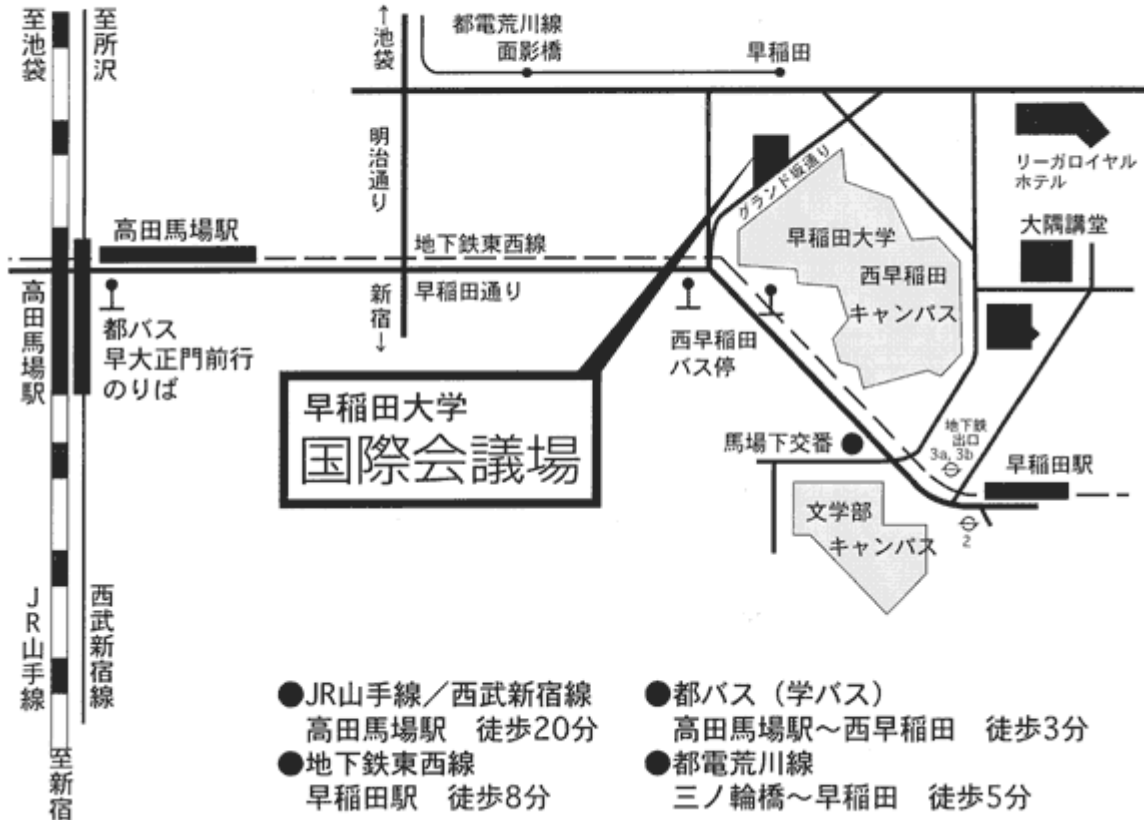 至池袋
至所沢
←池袋
都電荒川線
面影橋
早稲田
明治通り
グランド坂通り
リーガロイヤル
ホテル
高田馬場駅
地下鉄東西線
早稲田大学
西早稲田
キャンパス
大隈講堂
高田馬場駅
都バス
早大正門前行
のりば
新宿→
早稲田通り
西早稲田
バス停
早稲田大学
国際会議場
馬場下交番
地下鉄
出口
3a, 3b
早稲田駅
文学部
キャンパス
2
JR山手線
西武新宿線
至新宿
●JR山手線／西武新宿線
高田馬場駅　徒歩20分
●地下鉄東西線
早稲田駅　徒歩8分
●都バス（学バス）
高田馬場駅～西早稲田　徒歩3分
●都電荒川線
三ノ輪橋～早稲田　徒歩5分